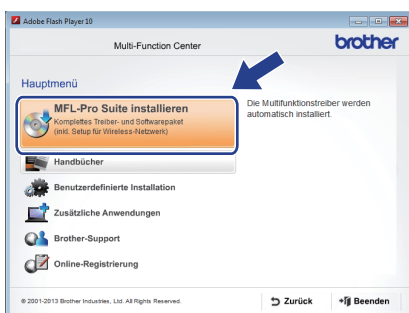 Adobe Flash Player 10
Multi-Function Center
brother
Hauptmenü
MFL-Pro Suite installieren
Komplettes Treiber- und Softwarepaket
(inkl. Setup für Wireless-Netzwerk)
Die Multifunktionstreiber werden
automatisch installiert.
Handbücher
Benutzerdefinierte Installation
Zusätzliche Anwendungen
Brother-Support
Online-Registrierung
© 2001-2013 Brother Industries, Ltd. All Rights Reserved.
Zurück
Beenden